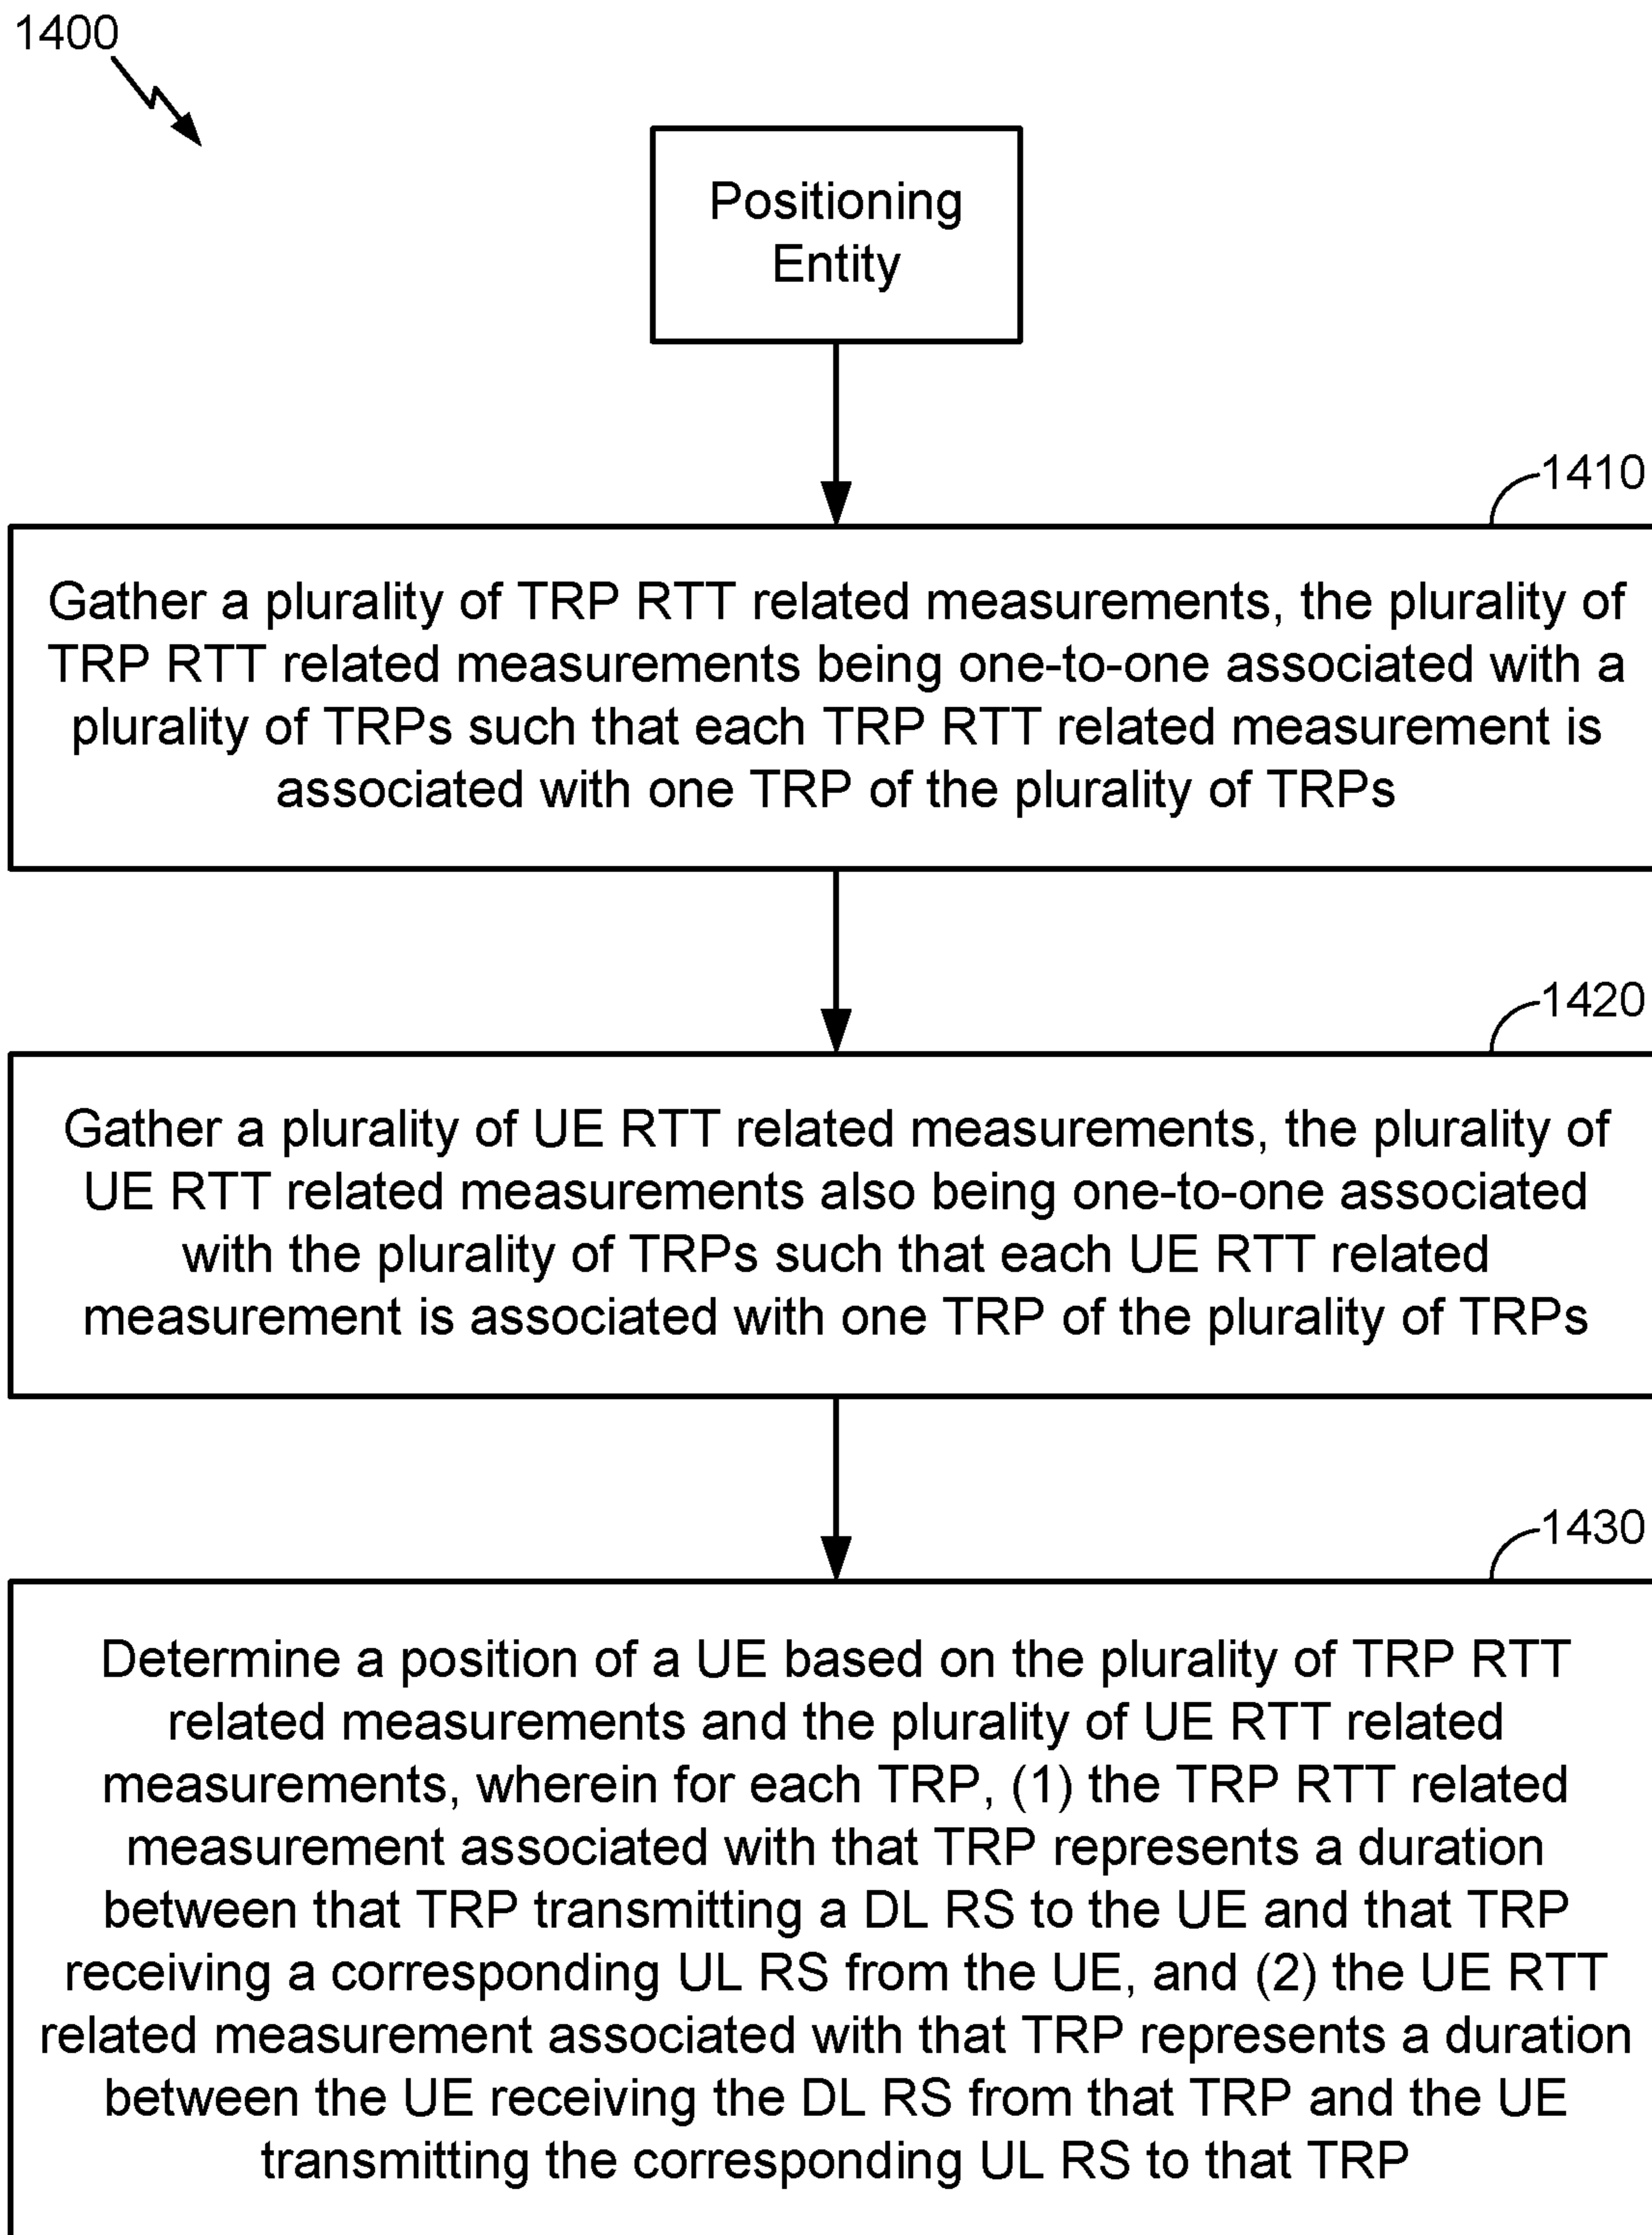 1400
Positioning
Entity
1410
Gather a plurality of TRP RTT related measurements, the plurality of
TRP RTT related measurements being one-to-one associated with a
plurality of TRPs such that each TRP RTT related measurement is
associated with one TRP of the plurality of TRPs
1420
Gather a plurality of UE RTT related measurements, the plurality of
UE RTT related measurements also being one-to-one associated
with the plurality of TRPs such that each UE RTT related
measurement is associated with one TRP of the plurality of TRPs
1430
Determine a position of a UE based on the plurality of TRP RTT
related measurements and the plurality of UE RTT related
measurements, wherein for each TRP, (1) the TRP RTT related
measurement associated with that TRP represents a duration
between that TRP transmitting a DL RS to the UE and that TRP
receiving a corresponding UL RS from the UE, and (2) the UE RTT
related measurement associated with that TRP represents a duration
between the UE receiving the DL RS from that TRP and the UE
transmitting the corresponding UL RS to that TRP